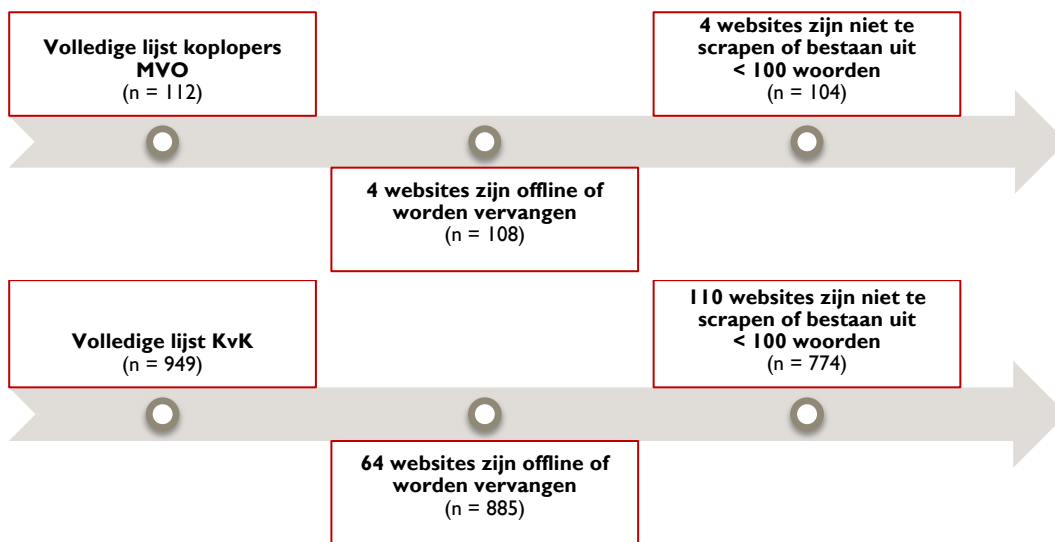 Volledige lijst koplopers
MVO
(n = 112)
4 websites zijn offline of
worden vervangen
(n = 108)
4 websites zijn niet te
scrapen of bestaan uit
< 100 woorden
(n = 104)
Volledige lijst KvK
(n = 949)
64 websites zijn offline of
worden vervangen
(n = 885)
110 websites zijn niet te
scrapen of bestaan uit
< 100 woorden
(n = 774)